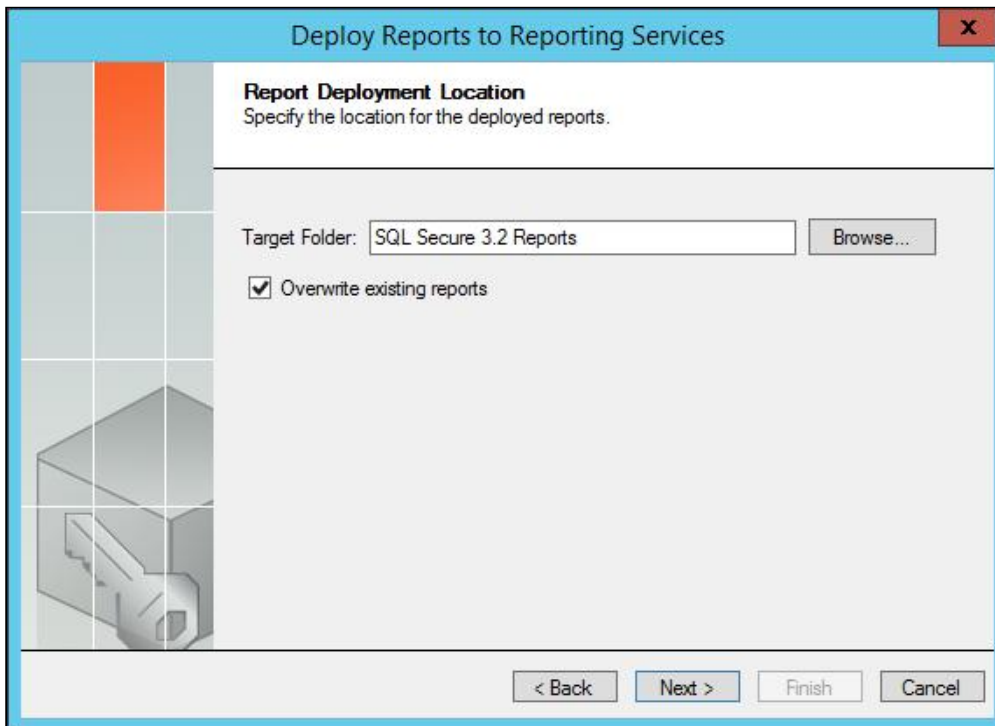 Deploy Reports to Reporting Services
x
Report Deployment Location
Specify the location for the deployed reports.
Target Folder: SQL Secure 3.2 Reports Browse...
Overwrite existing reports
< Back Next > Finish Cancel